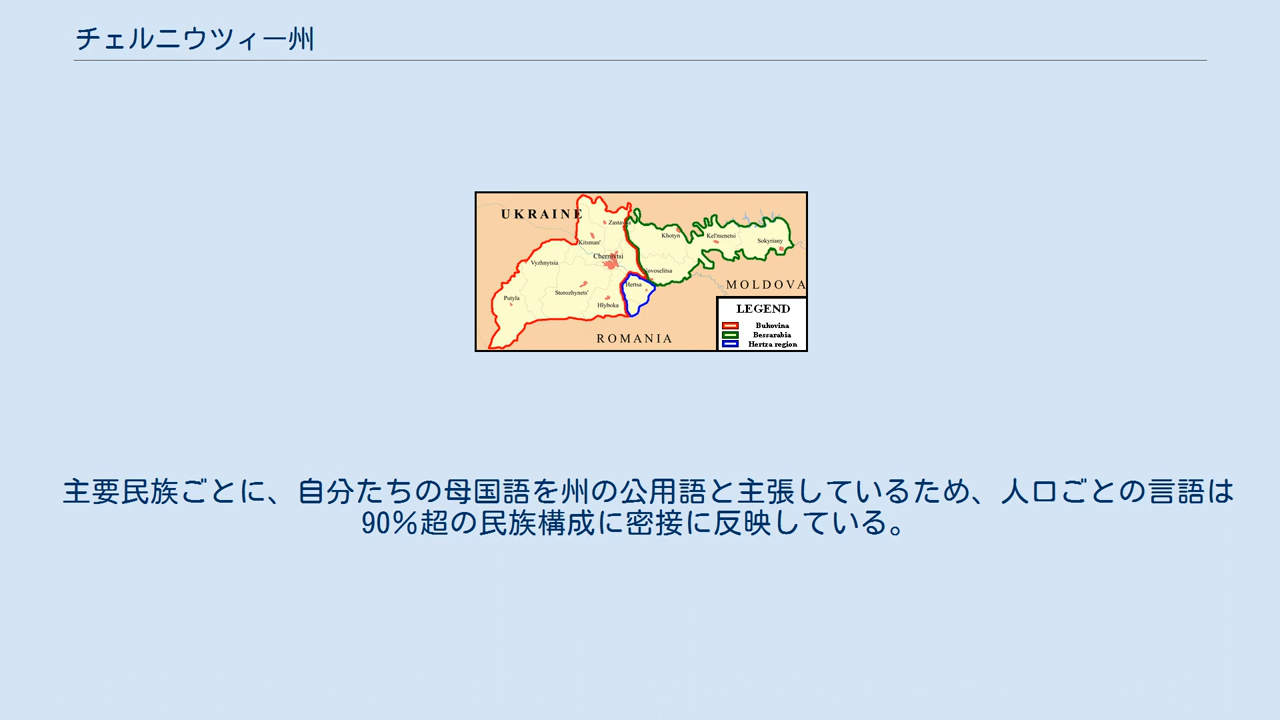 チェルニウツィー州
UKRAINE
Zastavna
Kitsman'
Khotyn
Kel'menetsi
Sokyriany
Chernivtsi
Vyzhnytsia
Novoselitsa
Hertsa
Storozhynets'
Putyla
Hlyboka
MOLDOVA
ROMANIA
LEGEND
Bukovina
Bessarabia
Hertza region
主要民族ごとに、自分たちの母国語を州の公用語と主張しているため、人口ごとの言語は
90％超の民族構成に密接に反映している。